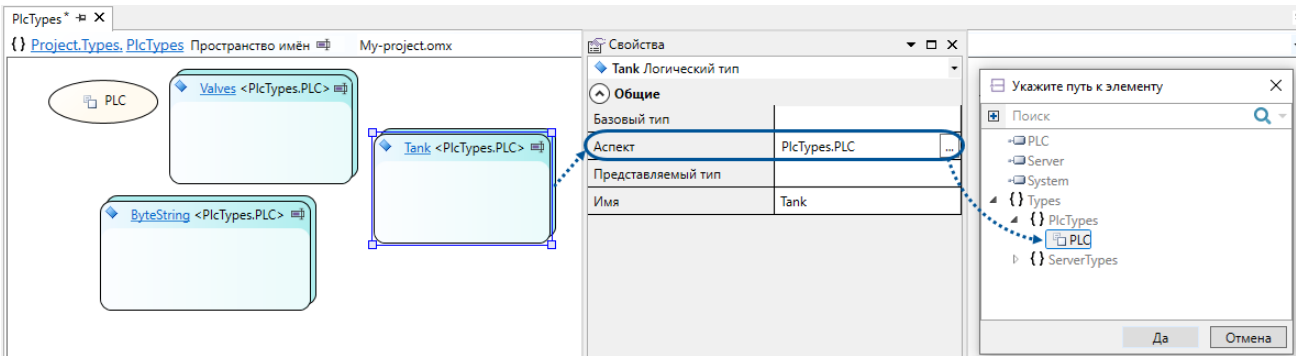 PlcTypes*
{} Project.Types. PlcTypes Пространство имён My-project.omx
PLC
Valves <PlcTypes.PLC>
Tank <PlcTypes.PLC>
ByteString <PlcTypes.PLC>
Свойства
Tank Логический тип
Общие
Базовый тип
Аспект PlcTypes.PLC ...
Представляемый тип
Имя Tank
Укажите путь к элементу
Поиск
PLC
Server
System
{} Types
{} PlcTypes
PLC
{} ServerTypes
Да Отмена